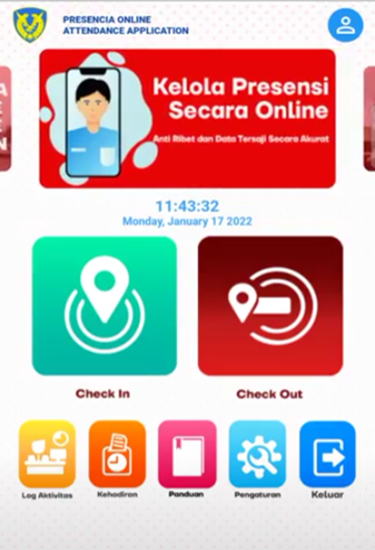 PRESENCIA ONLINE
ATTENDANCE APPLICATION
Kelola Presensi
Secara Online
Anti Ribet dan Data Tersaji Secara Akurat
11:43:32
Monday, January 17 2022
Check In
Check Out
Log Aktivitas
Kehadiran
Panduan
Pengaturan
Keluar